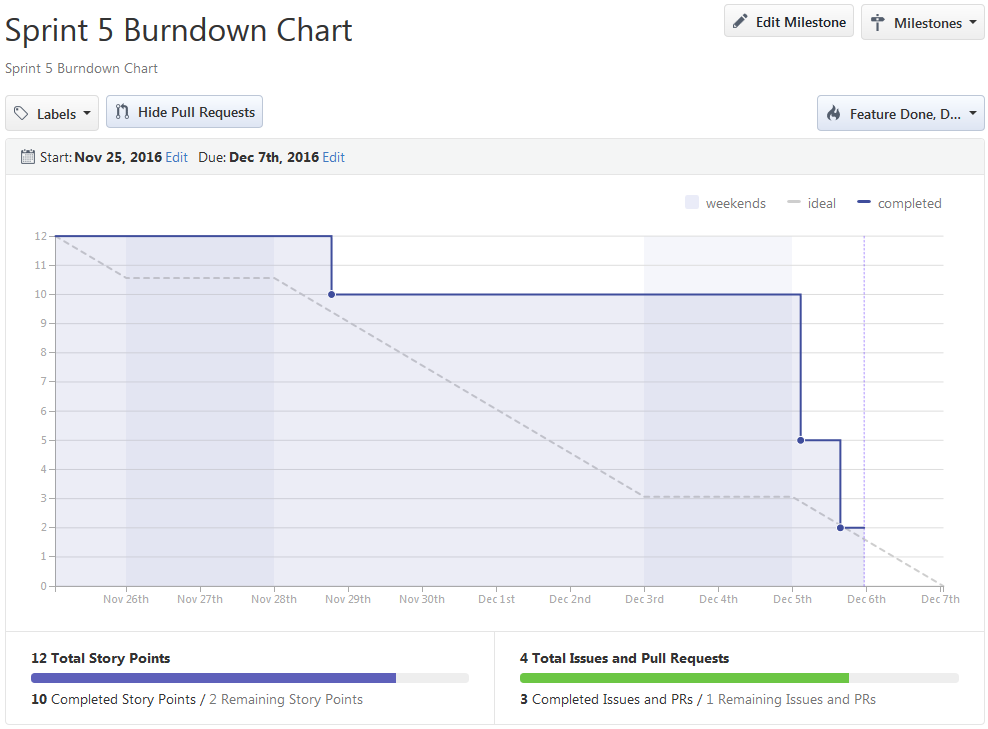 Sprint 5 Burndown Chart
Edit Milestone
Milestones
Sprint 5 Burndown Chart
Labels
Hide Pull Requests
Feature Done, D...
Start: Nov 25, 2016 Edit Due: Dec 7th, 2016 Edit
weekends ideal completed
12
11
10
9
8
7
6
5
4
3
2
1
0
Nov 26th Nov 27th Nov 28th Nov 29th Nov 30th Dec 1st Dec 2nd Dec 3rd Dec 4th Dec 5th Dec 6th Dec 7th
12 Total Story Points
10 Completed Story Points / 2 Remaining Story Points
4 Total Issues and Pull Requests
3 Completed Issues and PRs / 1 Remaining Issues and PRs